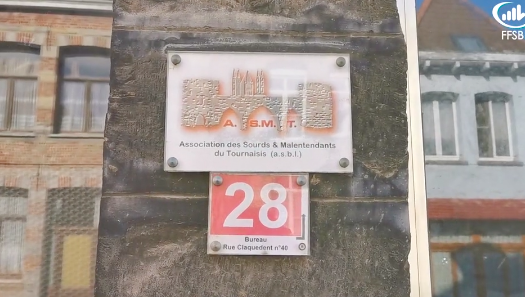 FFSB
A. S.M. T.
Association des Sourds & Malentendants
du Tournaisis (a.s.b.l.)
28
Bureau
Rue Claquedent n°40